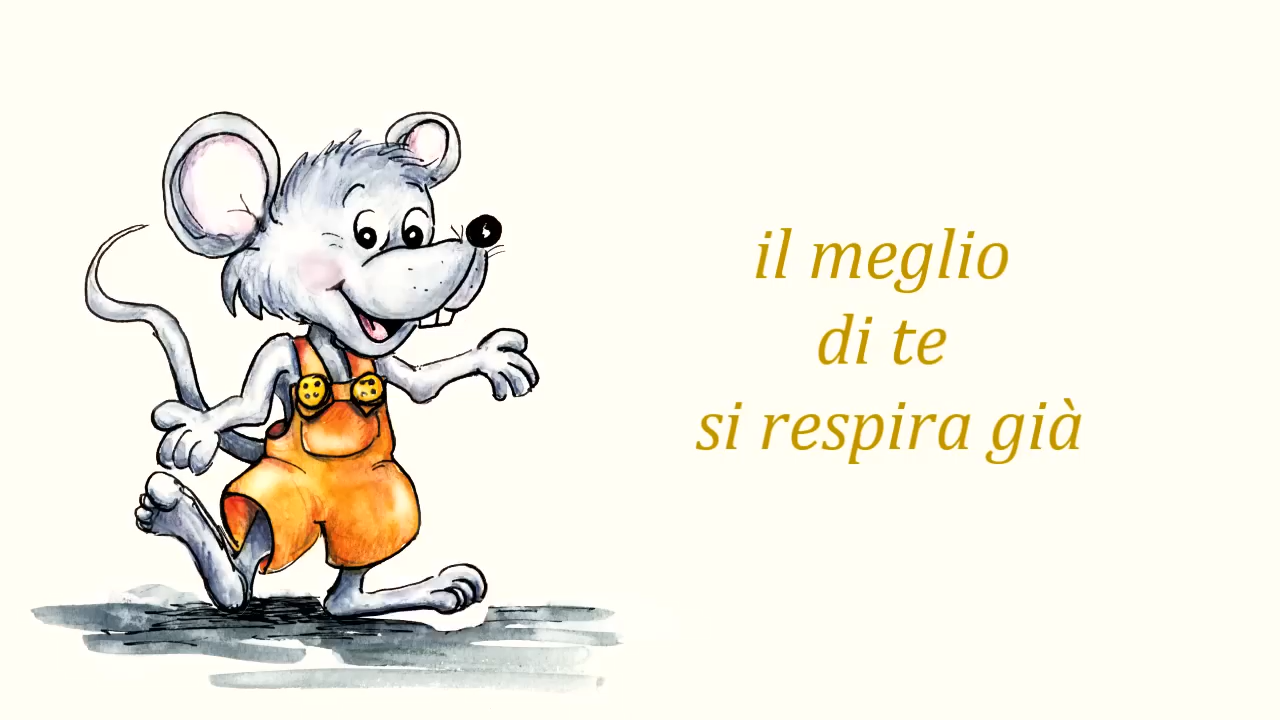 il meglio
di te
si respira già